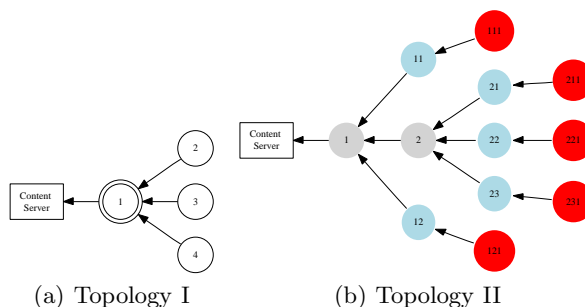 Content
Server
1
2
3
4
(a) Topology I
Content
Server
1
2
11
12
21
22
23
111
211
221
231
121
(b) Topology II